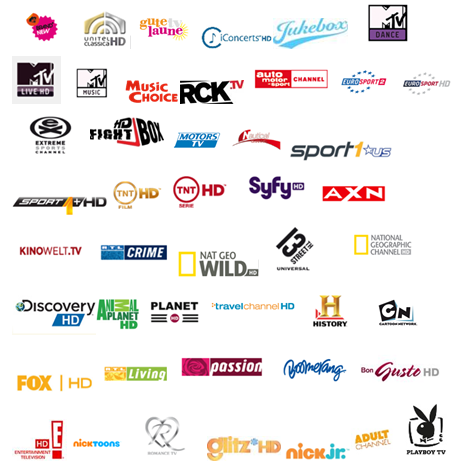 NEW
UNITEL CLASSICA HD
gute laune
iConcerts HD
Jukebox
MTV DANCE
MTV LIVE HD
MTV MUSIC
MUSIC CHOICE
RCK.TV
auto motor und sport CHANNEL
EUROSPORT 2
EUROSPORT HD
EXTREME SPORTS CHANNEL
HD FIGHT BOX
MOTORS TV
Nautical
sport1 US
SPORT1+ HD
TNT HD FILM
TNT HD SERIE
Syfy HD
AXN
KINOWELT.TV
RTL CRIME
NAT GEO WILD HD
13TH STREET UNIVERSAL
NATIONAL GEOGRAPHIC CHANNEL HD
Discovery HD
ANIMAL PLANET HD
PLANET HD
travelchannel HD
H HISTORY
CN CARTOON NETWORK
FOX | HD
RTL Living
passion
Boomerang
Bon Gusto HD
E! HD ENTERTAINMENT TELEVISION
nicktoons
R ROMANCE TV
glitz* HD
nick jr.
ADULT CHANNEL
PLAYBOY TV